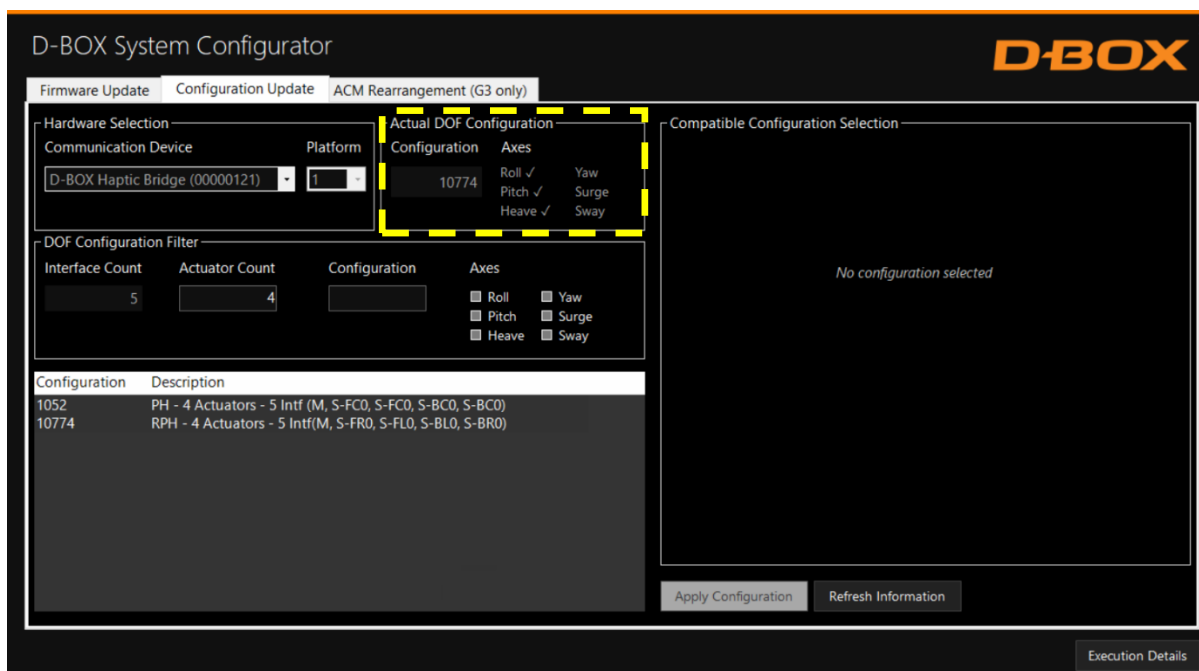 D-BOX System Configurator
D-BOX
Firmware Update Configuration Update ACM Rearrangement (G3 only)
Hardware Selection
Communication Device Platform
D-BOX Haptic Bridge (00000121) 1
Actual DOF Configuration
Configuration Axes
10774
Roll ✓ Yaw
Pitch ✓ Surge
Heave ✓ Sway
DOF Configuration Filter
Interface Count Actuator Count Configuration Axes
5 4
Roll Yaw
Pitch Surge
Heave Sway
Configuration Description
1052 PH - 4 Actuators - 5 Intf (M, S-FC0, S-FC0, S-BC0, S-BC0)
10774 RPH - 4 Actuators - 5 Intf(M, S-FR0, S-FL0, S-BL0, S-BR0)
Compatible Configuration Selection
No configuration selected
Apply Configuration Refresh Information
Execution Details